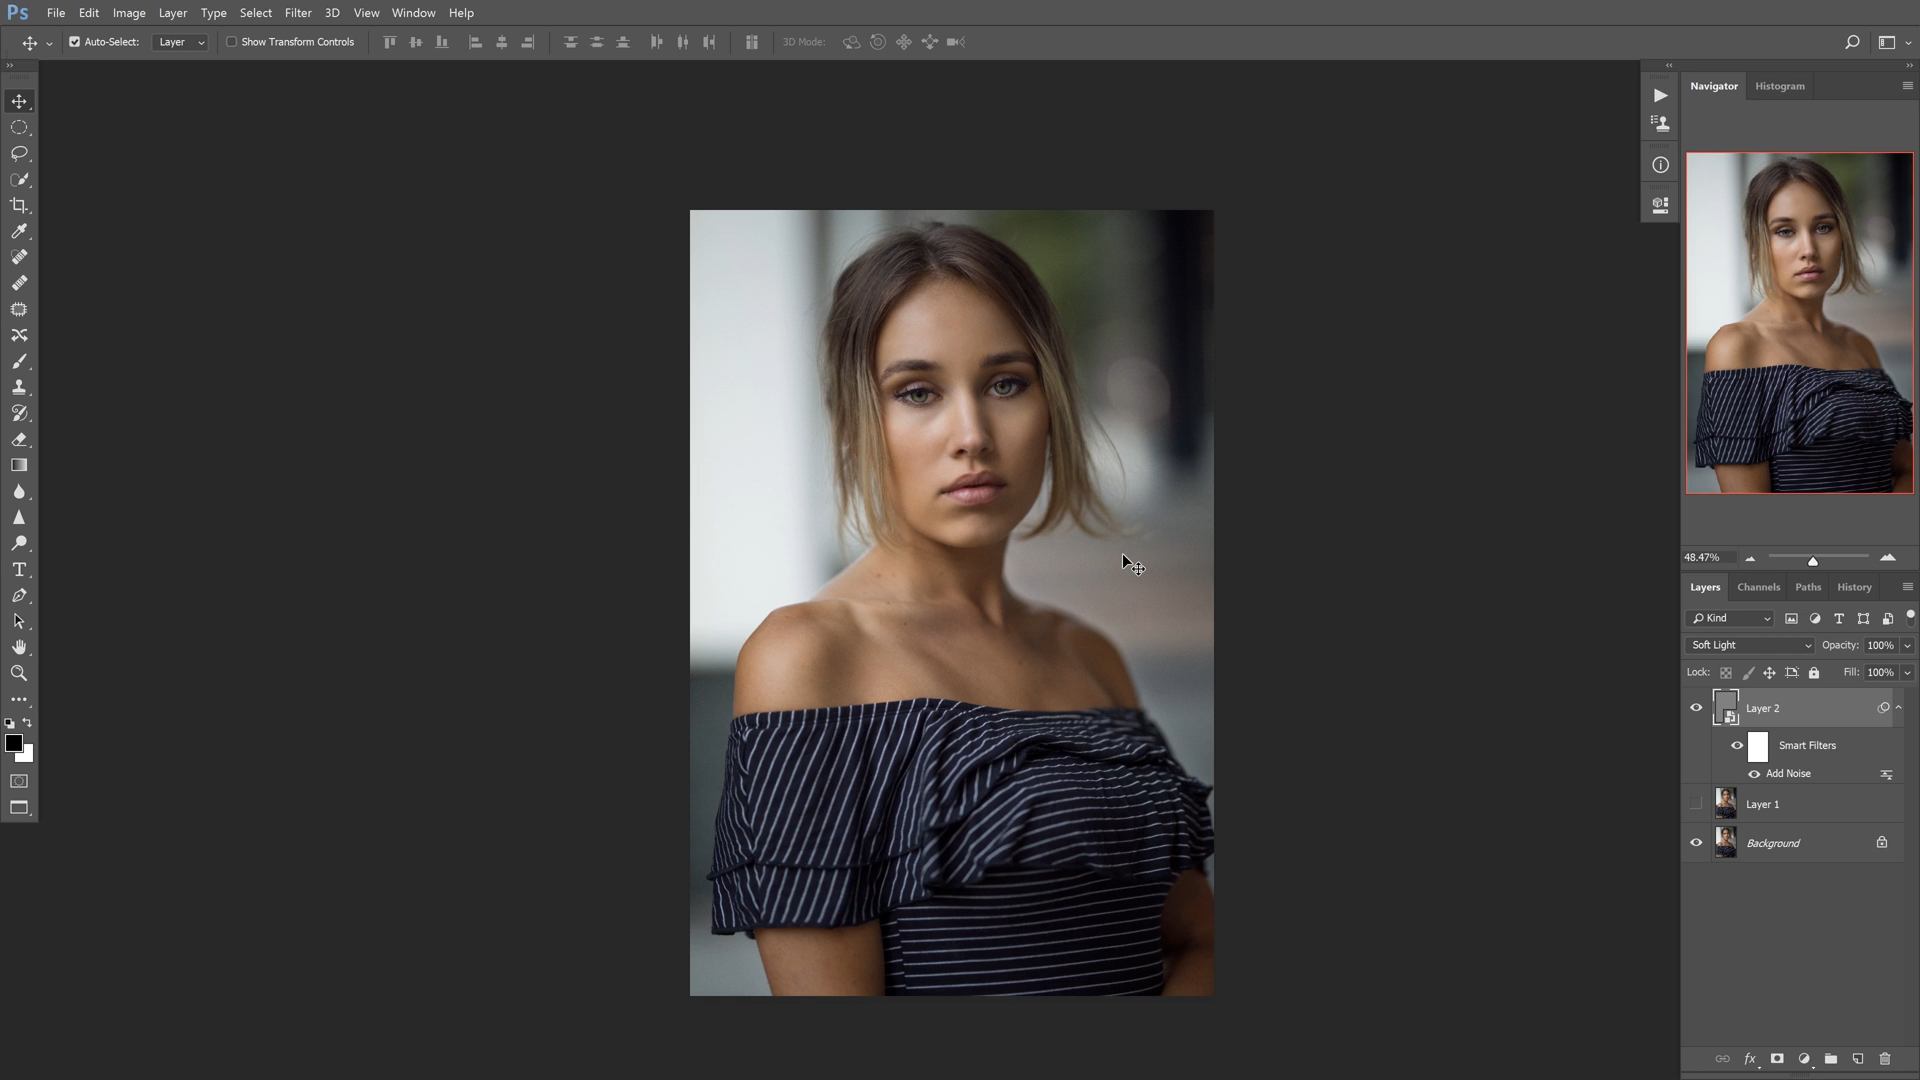 Ps File Edit Image Layer Type Select Filter 3D View Window Help
Auto-Select: Layer Show Transform Controls 3D Mode:
Navigator Histogram
48.47%
Layers Channels Paths History
Kind
Soft Light Opacity: 100%
Lock: Fill: 100%
Layer 2
Smart Filters
Add Noise
Layer 1
Background
fx